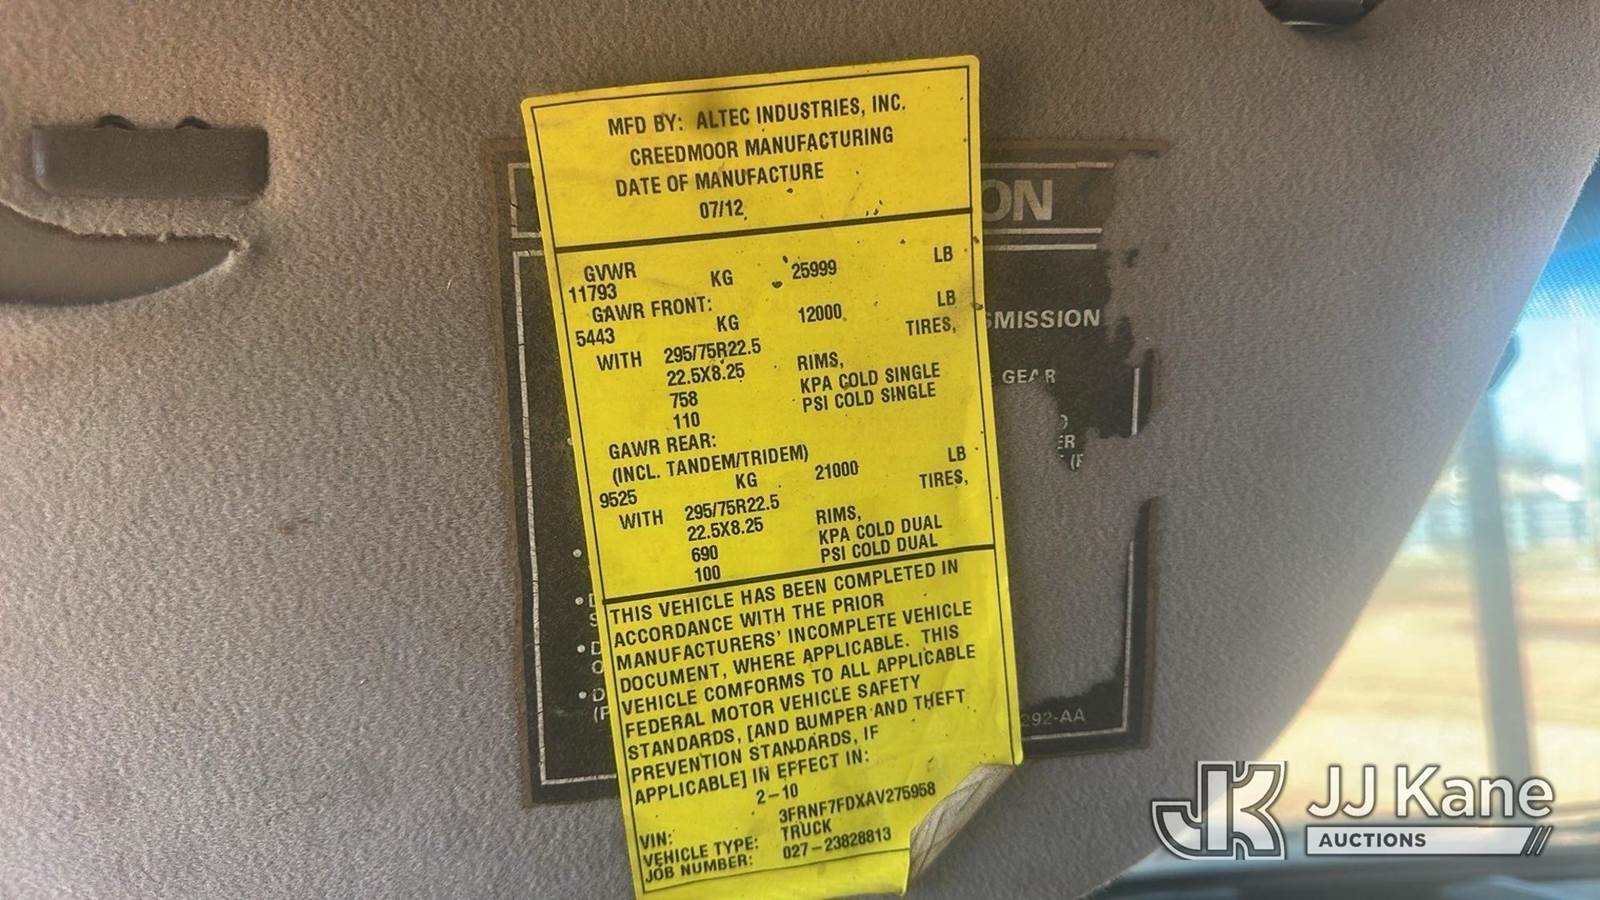 MFD BY: ALTEC INDUSTRIES, INC.
CREEDMOOR MANUFACTURING
DATE OF MANUFACTURE
07/12
GVWR
11793 KG 25999 LB
GAWR FRONT:
5443 KG 12000 LB
WITH 295/75R22.5 TIRES,
22.5X8.25 RIMS,
758 KPA COLD SINGLE
110 PSI COLD SINGLE
GAWR REAR:
(INCL. TANDEM/TRIDEM)
9525 KG 21000 LB
WITH 295/75R22.5 TIRES,
22.5X8.25 RIMS,
690 KPA COLD DUAL
100 PSI COLD DUAL
THIS VEHICLE HAS BEEN COMPLETED IN
ACCORDANCE WITH THE PRIOR
MANUFACTURERS' INCOMPLETE VEHICLE
DOCUMENT, WHERE APPLICABLE. THIS
VEHICLE COMFORMS TO ALL APPLICABLE
FEDERAL MOTOR VEHICLE SAFETY
STANDARDS, [AND BUMPER AND THEFT
PREVENTION STANDARDS, IF
APPLICABLE] IN EFFECT IN:
2-10
VIN: 3FRNF7FDXAV275958
VEHICLE TYPE: TRUCK
JOB NUMBER: 027-23828813
ON
SMISSION
GEAR
292-AA
JK
JJ Kane
AUCTIONS